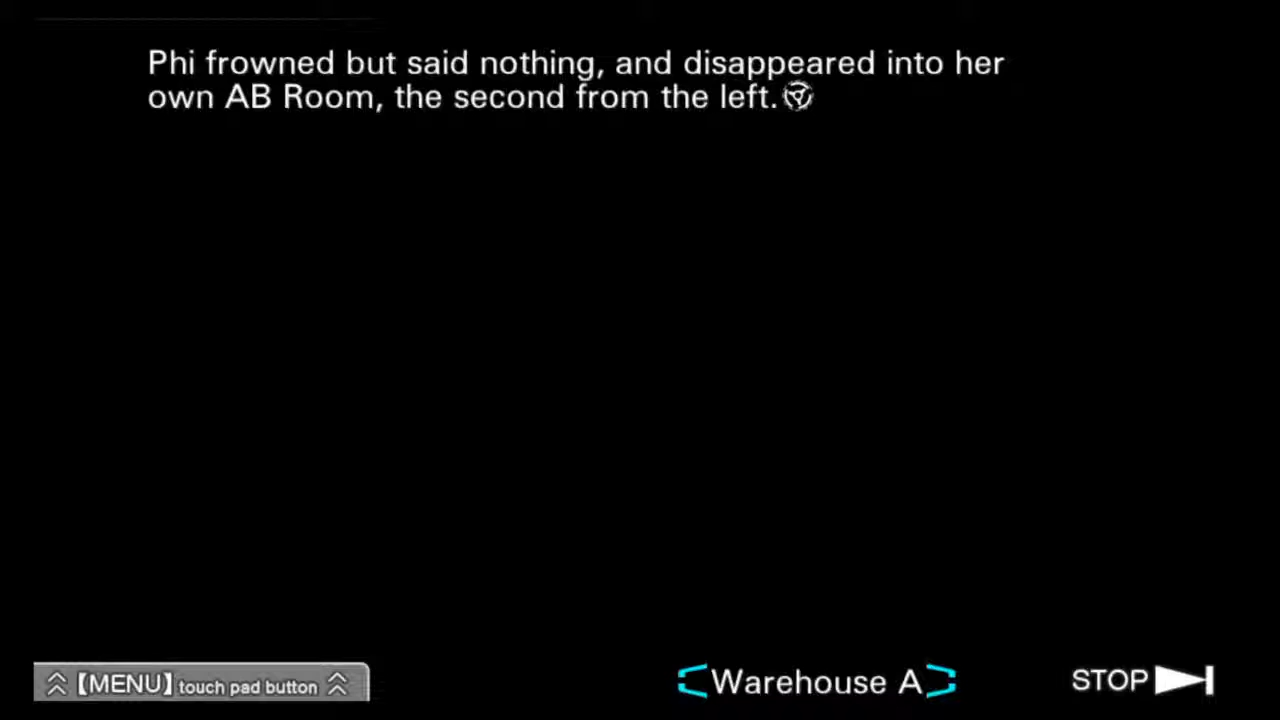 Phi frowned but said nothing, and disappeared into her
own AB Room, the second from the left.
【MENU】touch pad button
Warehouse A
STOP